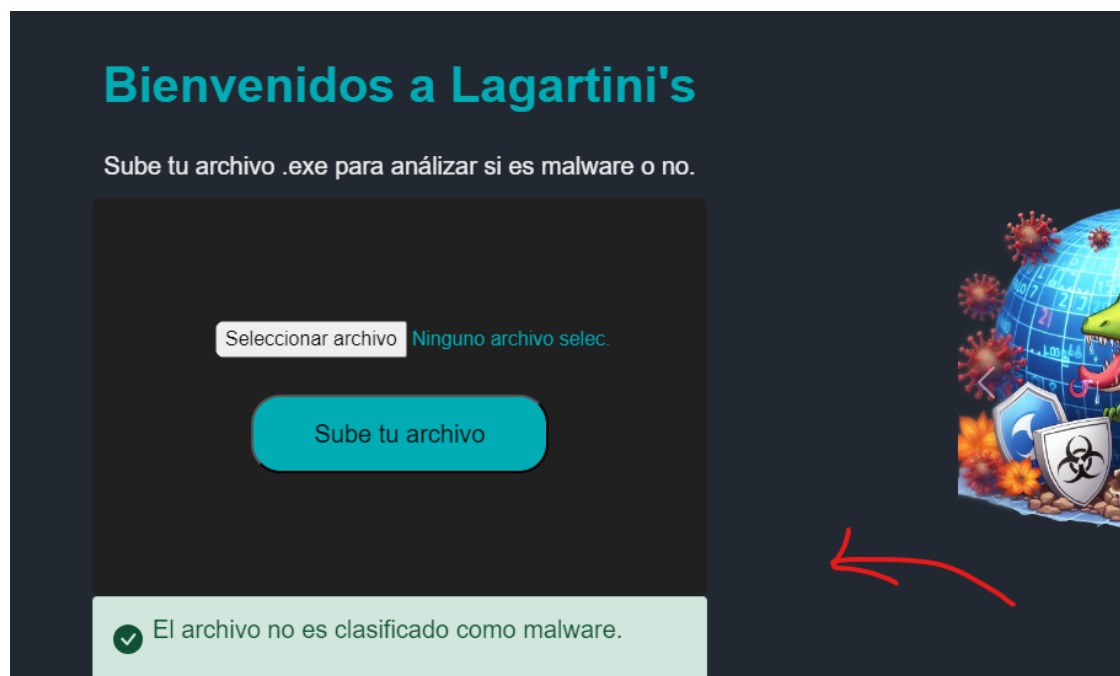 Bienvenidos a Lagartini's
Sube tu archivo .exe para análizar si es malware o no.
Seleccionar archivo Ninguno archivo selec.
Sube tu archivo
El archivo no es clasificado como malware.